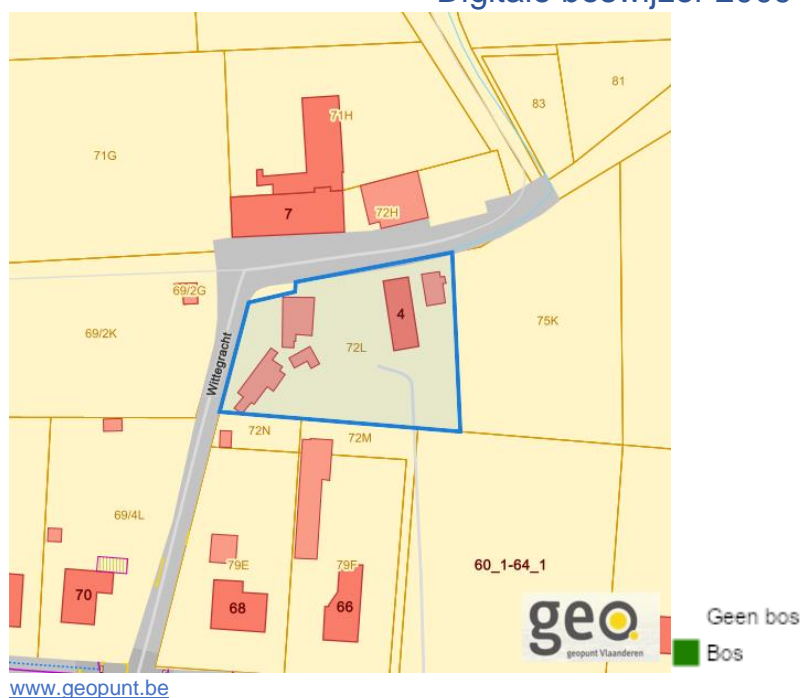 81
83
71H
71G
7
72H
69/2G
4
75K
69/2K
Wittegracht
72L
72N
72M
69/4L
79E
79F
60_1-64_1
70
68
66
geo
geopunt Vlaanderen
Geen bos
Bos
www.geopunt.be